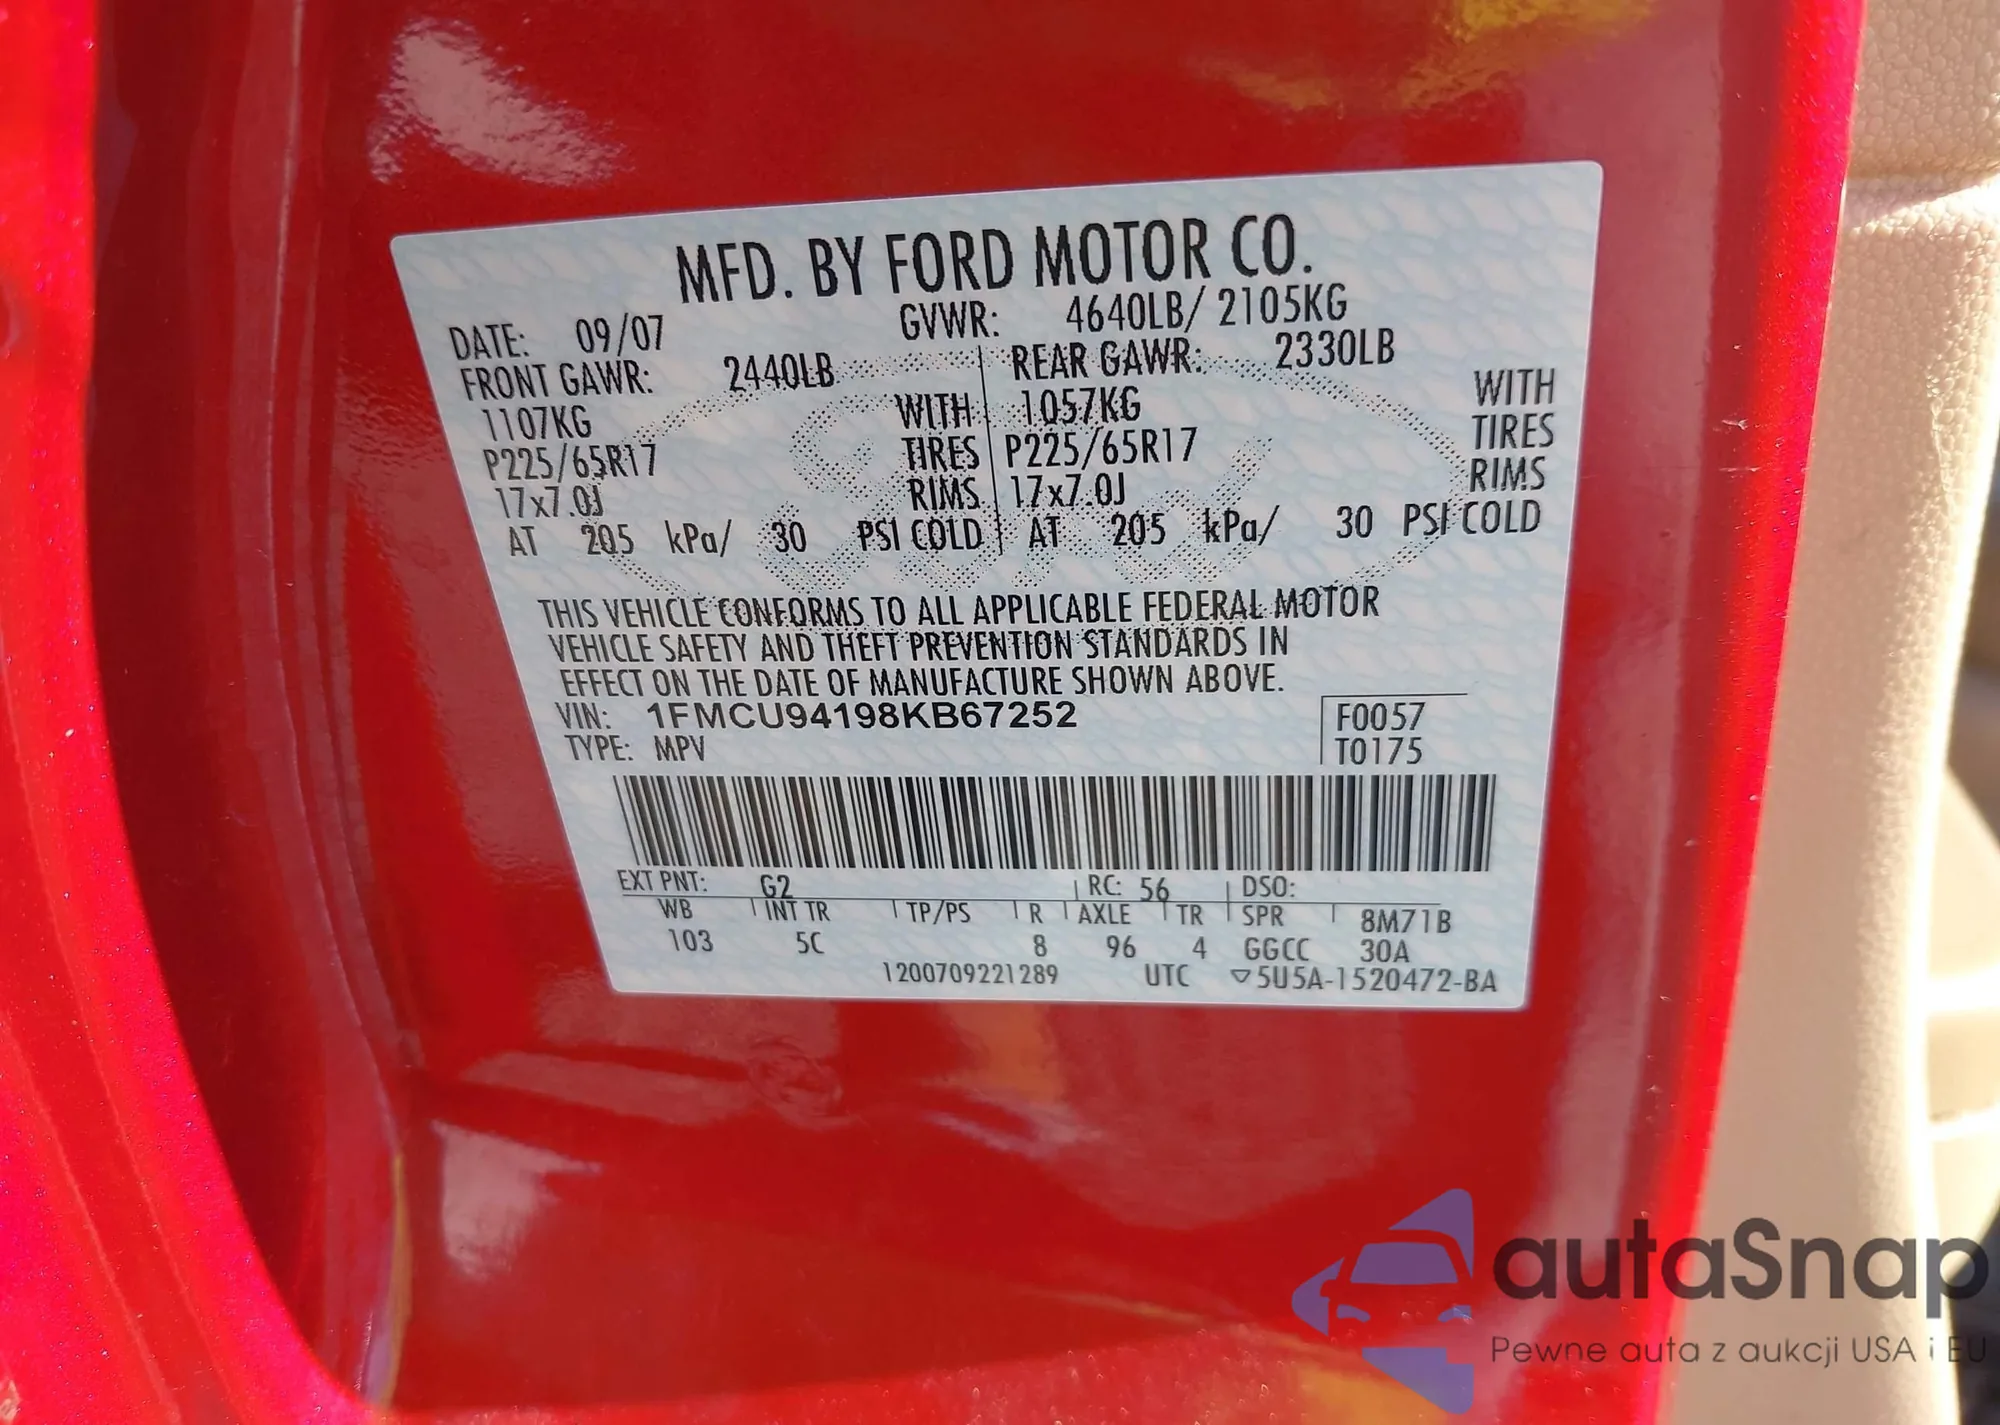 MFD. BY FORD MOTOR CO.
DATE: 09/07 GVWR: 4640LB/ 2105KG
FRONT GAWR: 2440LB REAR GAWR: 2330LB
1107KG WITH 1057KG WITH
P225/65R17 TIRES P225/65R17 TIRES
17x7.0J RIMS 17x7.0J RIMS
AT 205 kPa/ 30 PSI COLD AT 205 kPa/ 30 PSI COLD
THIS VEHICLE CONFORMS TO ALL APPLICABLE FEDERAL MOTOR
VEHICLE SAFETY AND THEFT PREVENTION STANDARDS IN
EFFECT ON THE DATE OF MANUFACTURE SHOWN ABOVE.
VIN: 1FMCU94198KB67252 F0057
TYPE: MPV T0175
EXT PNT: G2 RC: 56 DSO:
WB INT TR TP/PS R AXLE TR SPR 8M71B
103 5C 8 96 4 GGCC 30A
1200709221289 UTC ▽5U5A-1520472-BA
autaSnap
Pewne auta z aukcji USA i EU